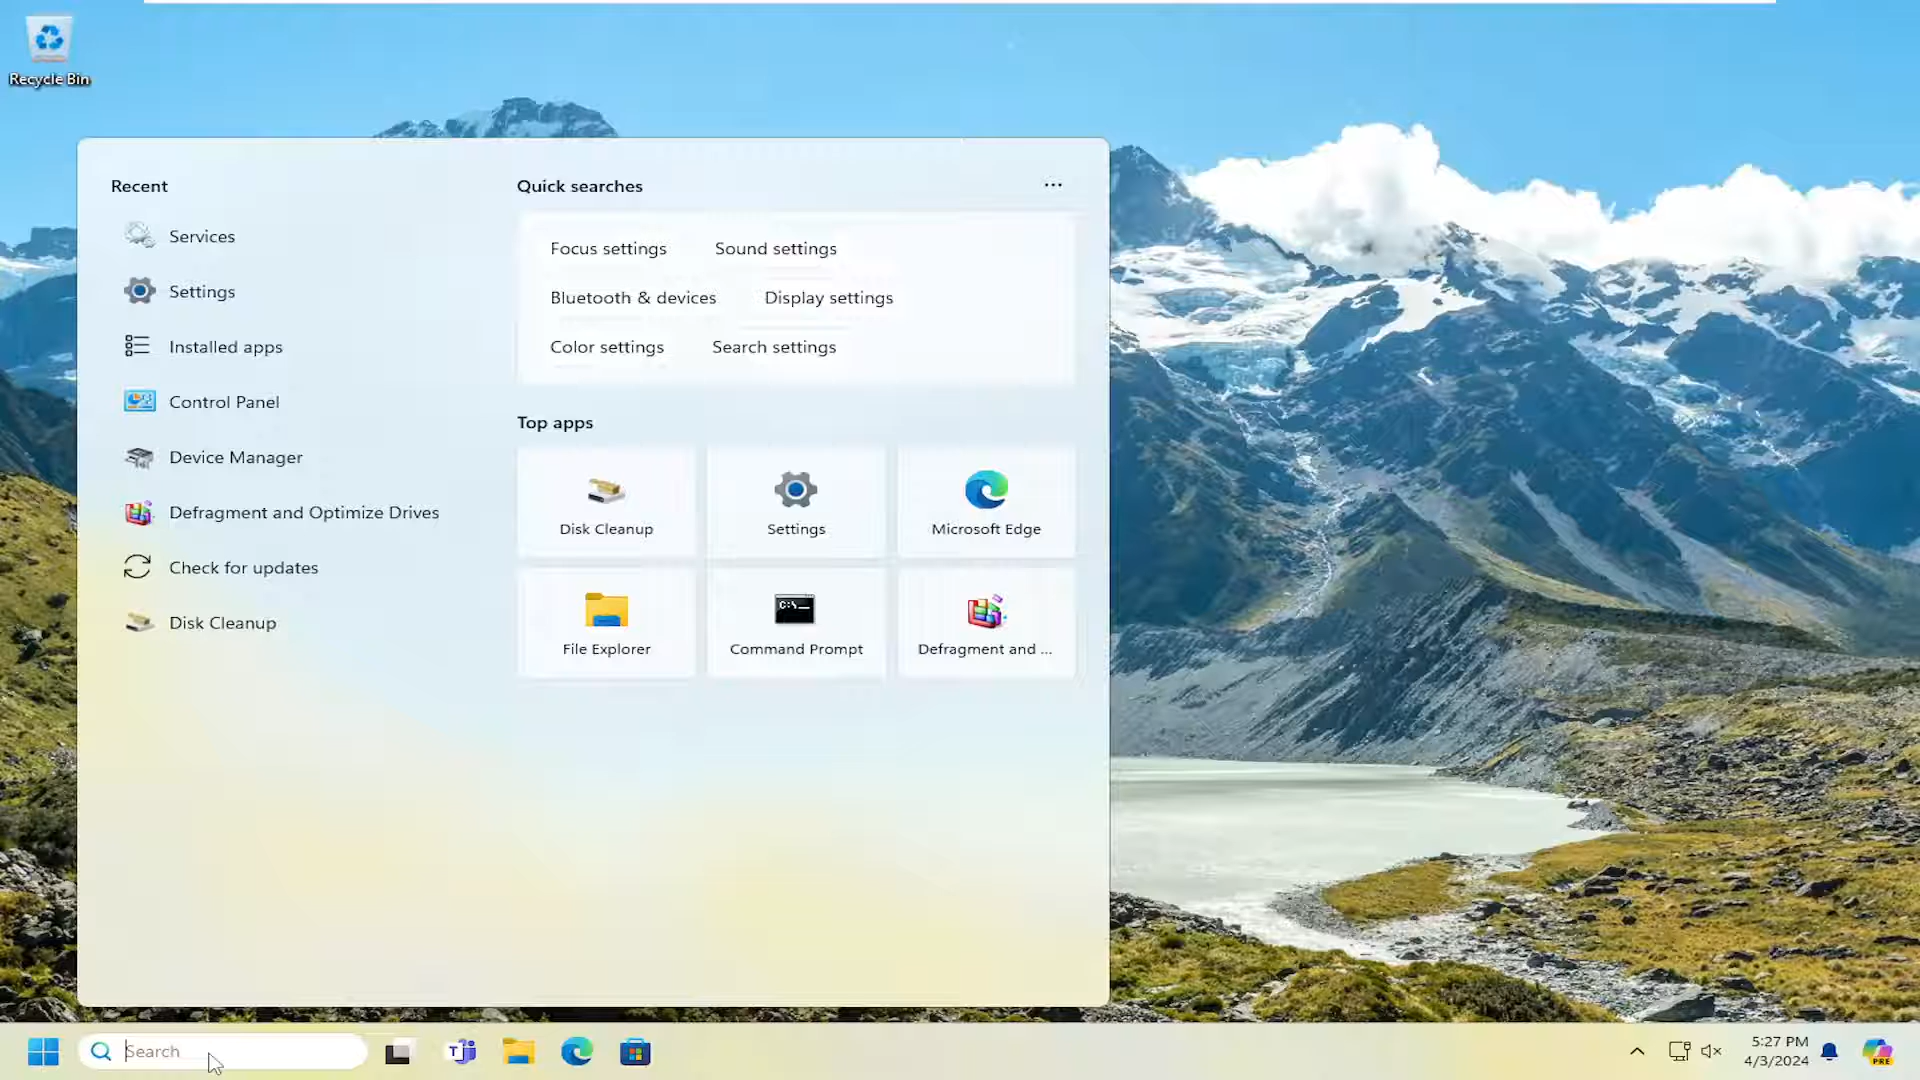 Recycle Bin
Recent
Services
Settings
Installed apps
Control Panel
Device Manager
Defragment and Optimize Drives
Check for updates
Disk Cleanup
Quick searches
Focus settings Sound settings
Bluetooth & devices Display settings
Color settings Search settings
Top apps
Disk Cleanup Settings Microsoft Edge
C:\
File Explorer Command Prompt Defragment and ...
Search
T
5:27 PM
4/3/2024
PRE